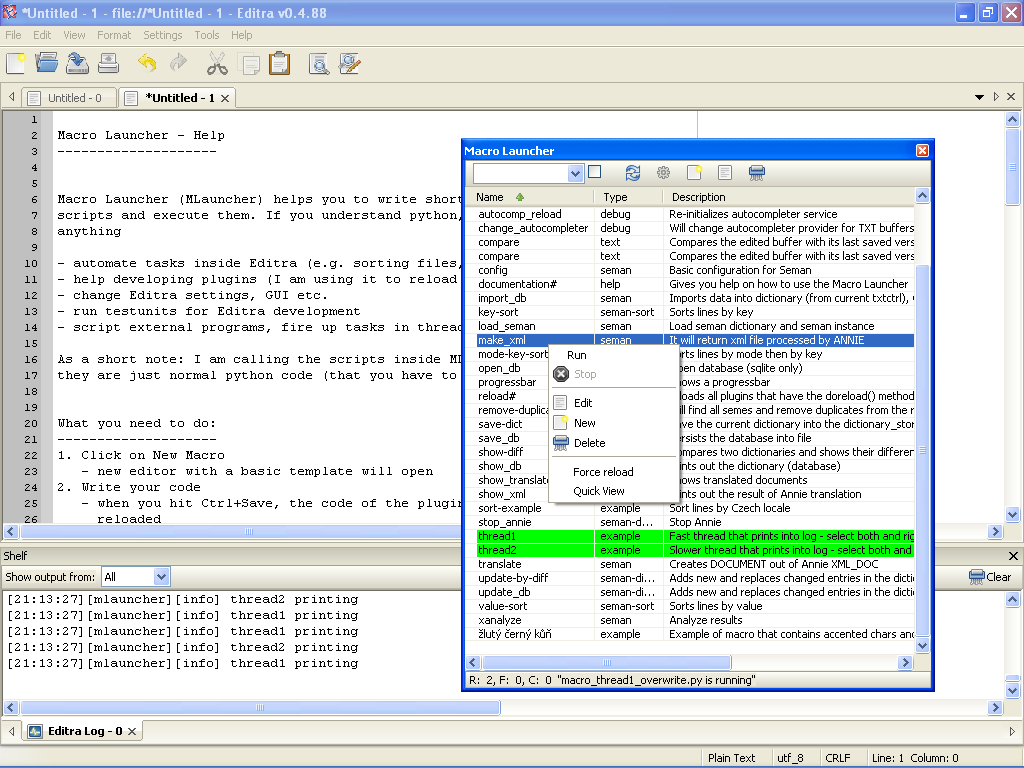 *Untitled - 1 - file://*Untitled - 1 - Editra v0.4.88
File Edit View Format Settings Tools Help
Untitled - 0 *Untitled - 1
1
2 Macro Launcher - Help
3 --------------------
4
5
6 Macro Launcher (MLauncher) helps you to write short
7 scripts and execute them. If you understand python,
8 anything
9
10 - automate tasks inside Editra (e.g. sorting files,
11 - help developing plugins (I am using it to reload
12 - change Editra settings, GUI etc.
13 - run testunits for Editra development
14 - script external programs, fire up tasks in thread
15
16 As a short note: I am calling the scripts inside Ml
17 they are just normal python code (that you have to
18
19
20 What you need to do:
21 --------------------
22 1. Click on New Macro
23 - new editor with a basic template will open
24 2. Write your code
25 - when you hit Ctrl+Save, the code of the plugin
26 reloaded
Macro Launcher
Name Type Description
autocomp_reload debug Re-initializes autocompleter service
change_autocompleter debug Will change autocompleter provider for TXT buffers
compare text Compares the edited buffer with its last saved vers
compare text Compares the edited buffer with its last saved vers
config seman Basic configuration for Seman
documentation# help Gives you help on how to use the Macro Launcher
import_db seman Imports data into dictionary (from current txtctrl),
key-sort seman-sort Sorts lines by key
load_seman seman Load seman dictionary and seman instance
make_xml seman It will return xml file processed by ANNIE
mode-key-sort orts lines by mode then by key
open_db pen database (sqlite only)
progressbar hows a progressbar
reload# loads all plugins that have the doreload() method
remove-duplica ill find all semes and remove duplicates from the r
save-dict ave the current dictionary into the dictionary_stor
save_db ersists the database into file
show-diff ompares two dictionaries and shows their differen
show_db ints out the dictionary (database)
show_translate hows translated documents
show_xml ints out the result of Annie translation
sort-example example Sort lines by Czech locale
stop_annie seman-d... Stop Annie
thread1 example Fast thread that prints into log - select both and rig
thread2 example Slower thread that prints into log - select both and
translate seman Creates DOCUMENT out of Annie XML_DOC
update-by-diff seman-di... Adds new and replaces changed entries in the dicti
update_db seman-di... Adds new and replaces changed entries in the dicti
value-sort seman-sort Sorts lines by value
xanalyze seman Analyze results
žlutý černý kůň example Example of macro that contains accented chars and
R: 2, F: 0, C: 0 "macro_thread1_overwrite.py is running"
Run
Stop
Edit
New
Delete
Force reload
Quick View
Shelf
Show output from: All Clear
[21:13:27][mlauncher][info] thread2 printing
[21:13:27][mlauncher][info] thread1 printing
[21:13:27][mlauncher][info] thread1 printing
[21:13:27][mlauncher][info] thread2 printing
[21:13:27][mlauncher][info] thread1 printing
Editra Log - 0
Plain Text utf_8 CRLF Line: 1 Column: 0